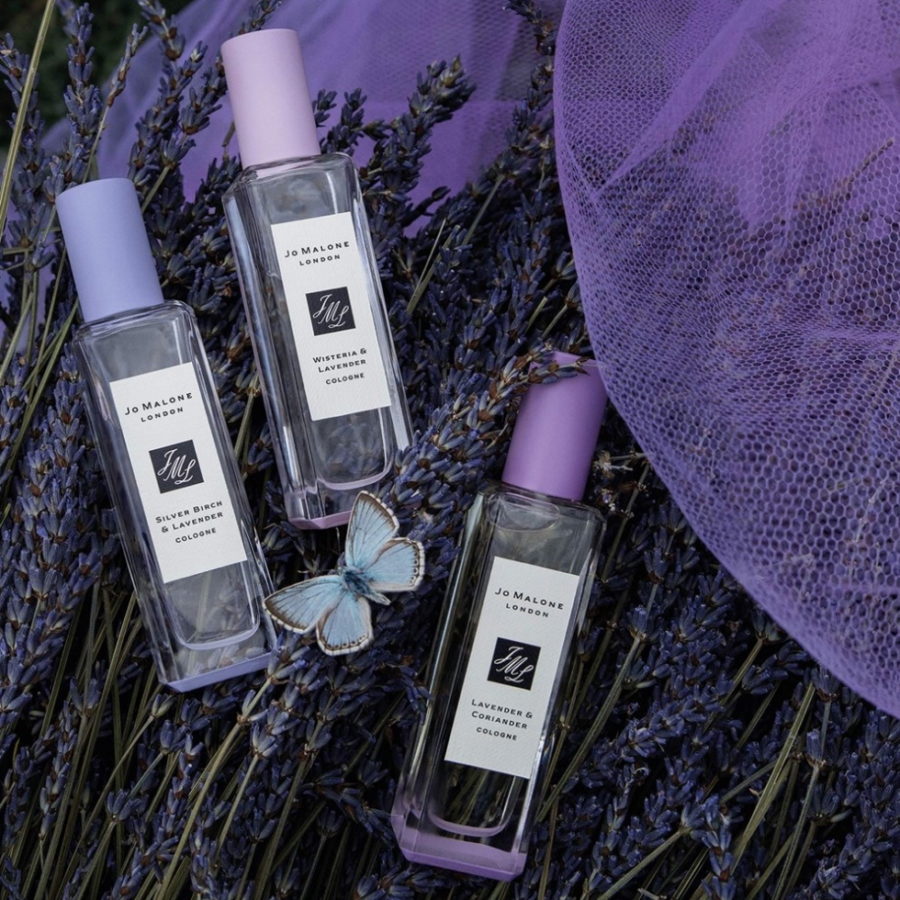 Jo Malone
London
JML
Silver Birch
& Lavender
Cologne
Jo Malone
London
JML
Wisteria &
Lavender
Cologne
Jo Malone
London
JML
Lavender &
Coriander
Cologne